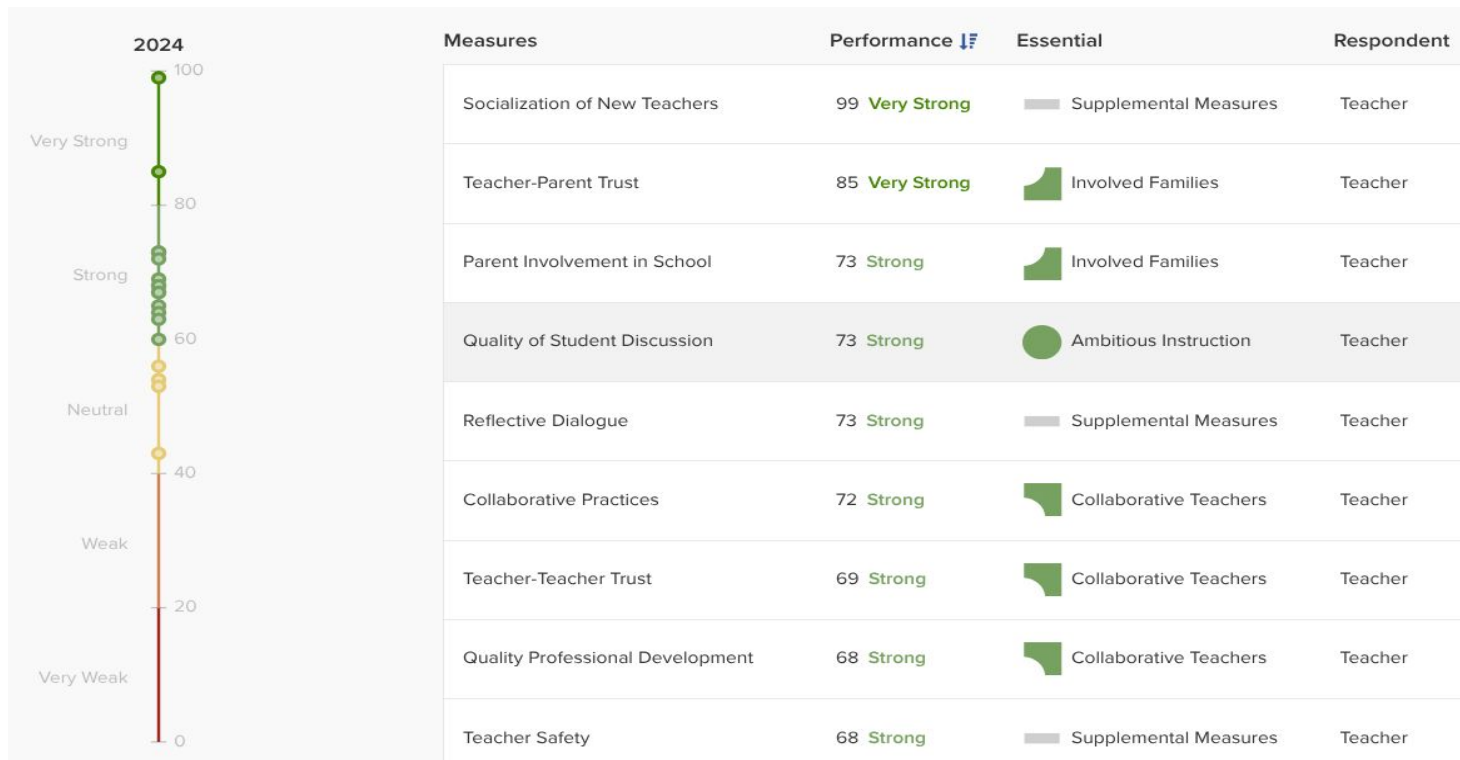 2024
100
Very Strong
80
Strong
60
Neutral
40
Weak
20
Very Weak
0
Measures Performance Essential Respondent
Socialization of New Teachers 99 Very Strong Supplemental Measures Teacher
Teacher-Parent Trust 85 Very Strong Involved Families Teacher
Parent Involvement in School 73 Strong Involved Families Teacher
Quality of Student Discussion 73 Strong Ambitious Instruction Teacher
Reflective Dialogue 73 Strong Supplemental Measures Teacher
Collaborative Practices 72 Strong Collaborative Teachers Teacher
Teacher-Teacher Trust 69 Strong Collaborative Teachers Teacher
Quality Professional Development 68 Strong Collaborative Teachers Teacher
Teacher Safety 68 Strong Supplemental Measures Teacher